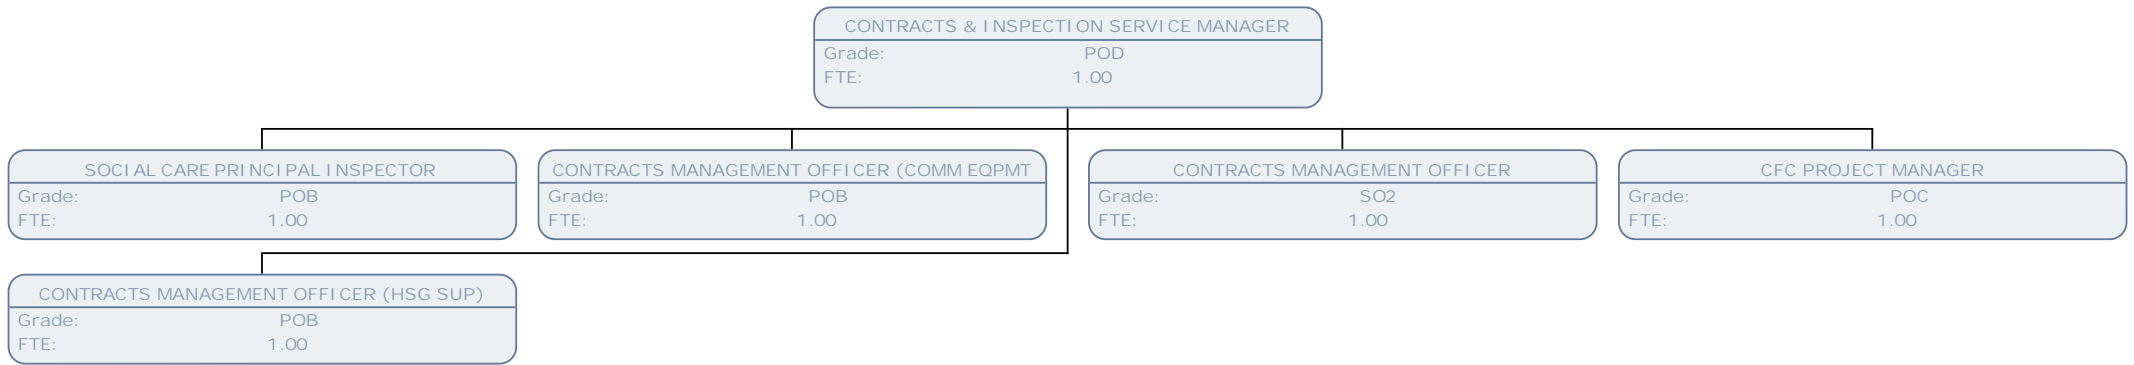 CONTRACTS & INSPECTION SERVICE MANAGER
Grade: POD
FTE: 1.00
SOCIAL CARE PRINCIPAL INSPECTOR
Grade: POB
FTE: 1.00
CONTRACTS MANAGEMENT OFFICER (COMM EQPMT
Grade: POB
FTE: 1.00
CONTRACTS MANAGEMENT OFFICER
Grade: SO2
FTE: 1.00
CFC PROJECT MANAGER
Grade: POC
FTE: 1.00
CONTRACTS MANAGEMENT OFFICER (HSG SUP)
Grade: POB
FTE: 1.00